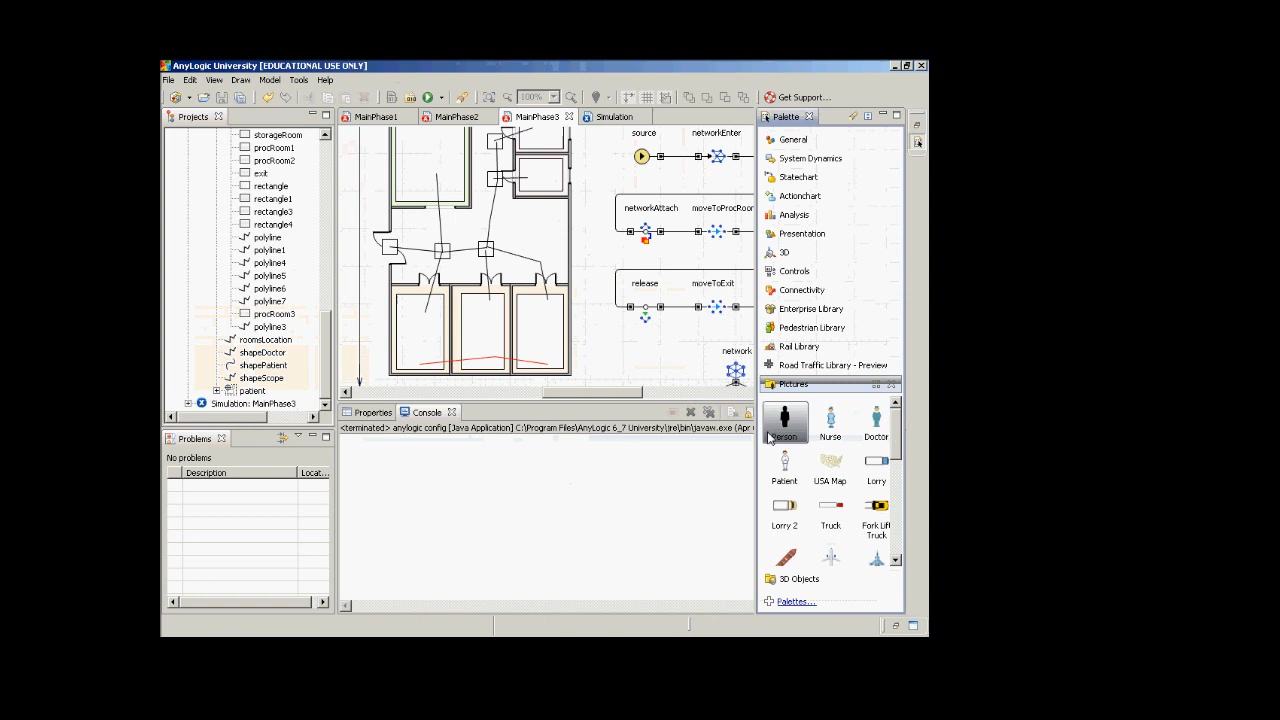 AnyLogic University [EDUCATIONAL USE ONLY]
File Edit View Draw Model Tools Help
100%
Get Support...
Projects
MainPhase1
MainPhase2
MainPhase3
Simulation
Palette
storageRoom
procRoom1
procRoom2
exit
rectangle
rectangle1
rectangle3
rectangle4
polyline
polyline1
polyline4
polyline5
polyline6
polyline7
procRoom3
polyline3
roomsLocation
shapeDoctor
shapePatient
shapeScope
patient
Simulation: MainPhase3
source
networkEnter
networkAttach
moveToProcRoom
release
moveToExit
network
General
System Dynamics
Statechart
Actionchart
Analysis
Presentation
3D
Controls
Connectivity
Enterprise Library
Pedestrian Library
Rail Library
Road Traffic Library - Preview
Pictures
Person
Nurse
Doctor
Patient
USA Map
Lorry
Lorry 2
Truck
Fork Lift
Truck
3D Objects
Palettes...
Problems
No problems
Description
Locat...
Properties
Console
<terminated> anylogic config [Java Application] C:\Program Files\AnyLogic 6_7 University\jre\bin\javaw.exe (Apr